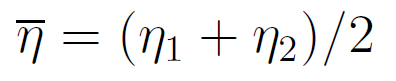 η̅ = (η₁ + η₂)/2